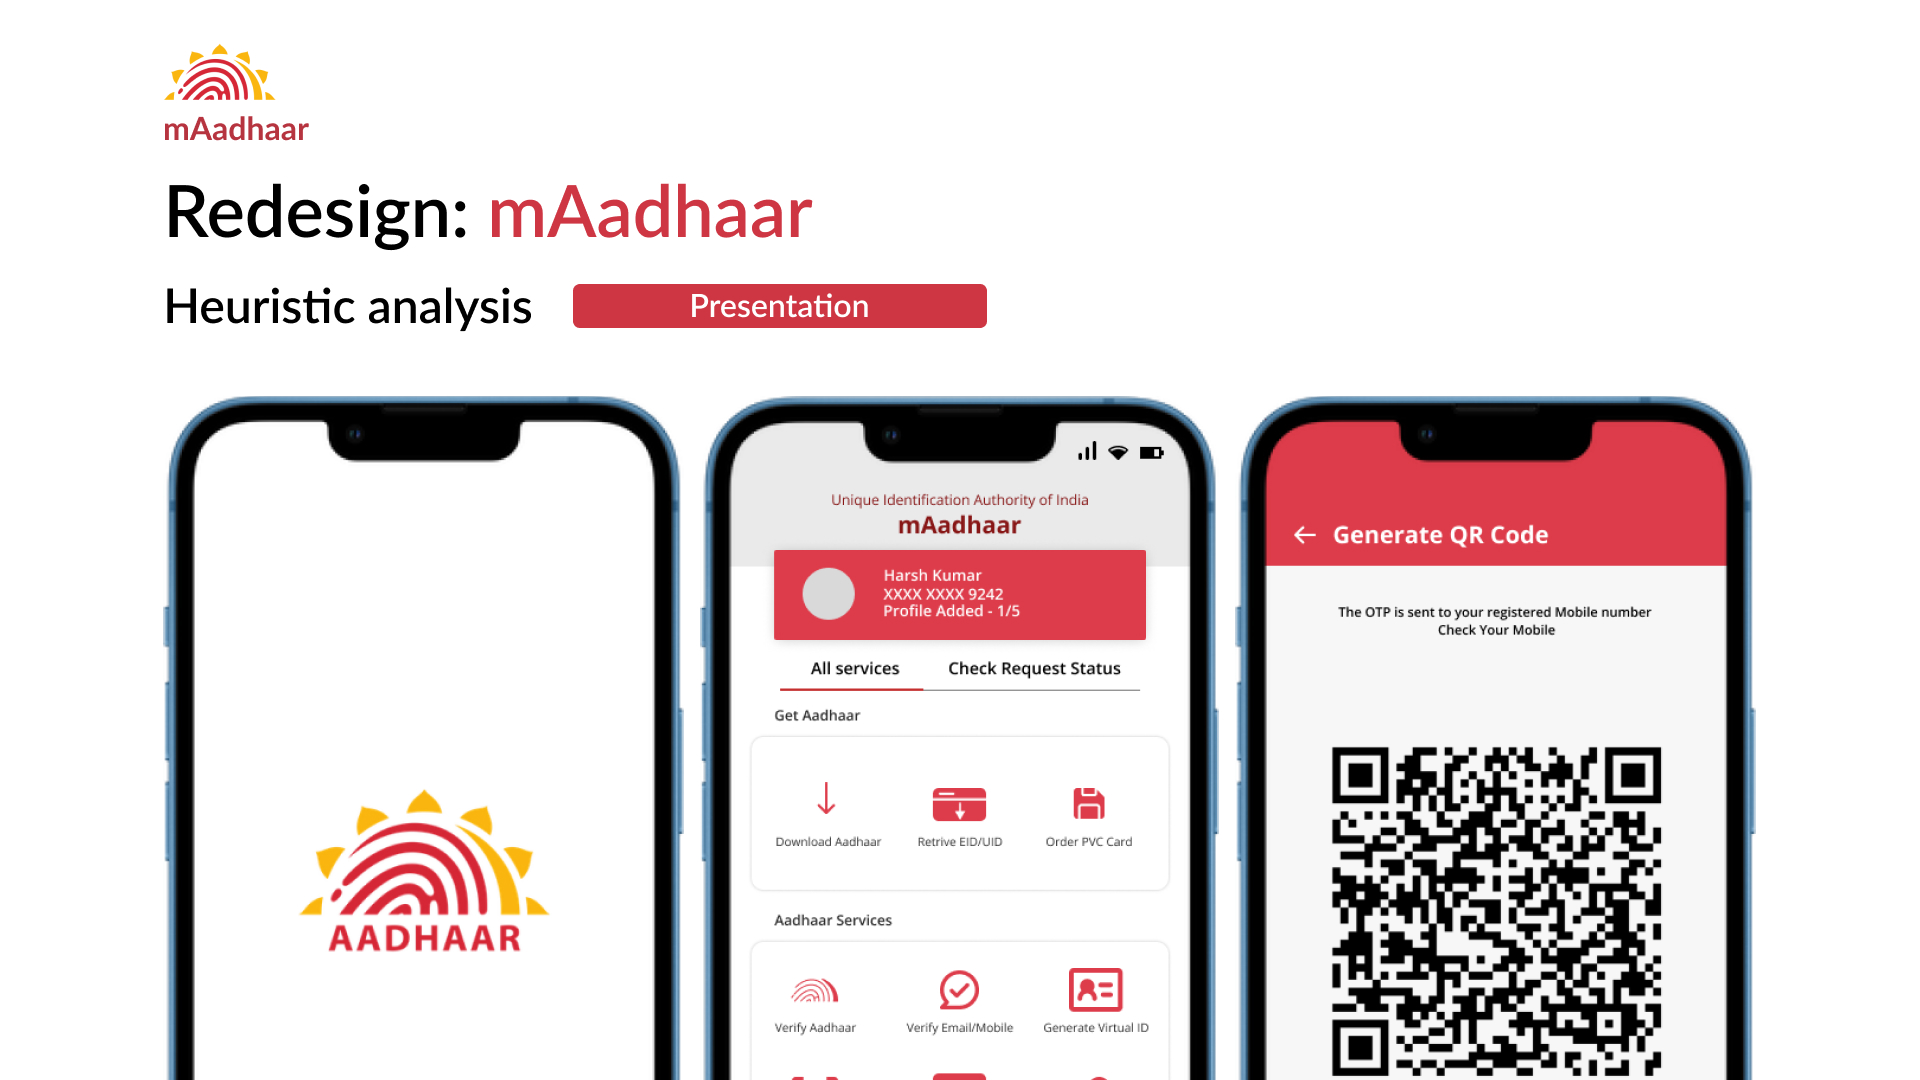 mAadhaar
Redesign: mAadhaar
Heuristic analysis
Presentation
AADHAAR
Unique Identification Authority of India
mAadhaar
Harsh Kumar
XXXX XXXX 9242
Profile Added - 1/5
All services
Check Request Status
Get Aadhaar
Download Aadhaar
Retrive EID/UID
Order PVC Card
Aadhaar Services
Verify Aadhaar
Verify Email/Mobile
Generate Virtual ID
Generate QR Code
The OTP is sent to your registered Mobile number
Check Your Mobile